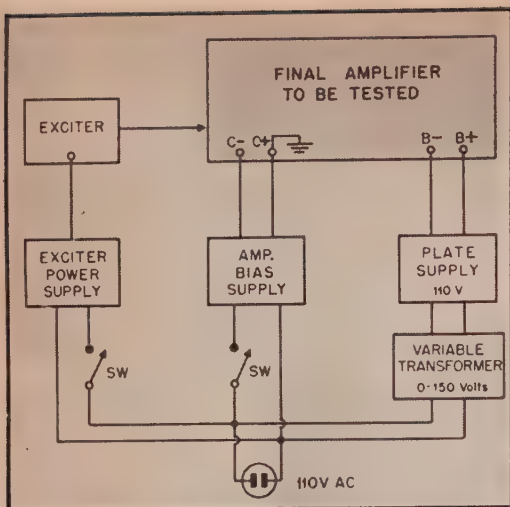 FINAL AMPLIFIER
TO BE TESTED
EXCITER
C- C+
B- B+
EXCITER
POWER
SUPPLY
AMP.
BIAS
SUPPLY
PLATE
SUPPLY
110 V
SW
SW
VARIABLE
TRANSFORMER
0-150 Volts
110V AC